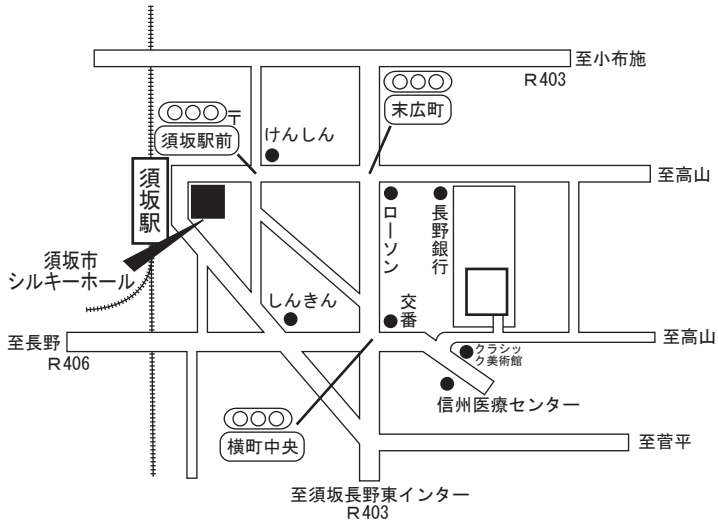 至小布施
R403
末広町
〒
須坂駅前
けんしん
至高山
須坂駅
ローソン
長野銀行
須坂市
シルキーホール
しんきん
交番
至長野
R406
至高山
クラシッ
ク美術館
信州医療センター
横町中央
至菅平
至須坂長野東インター
R403